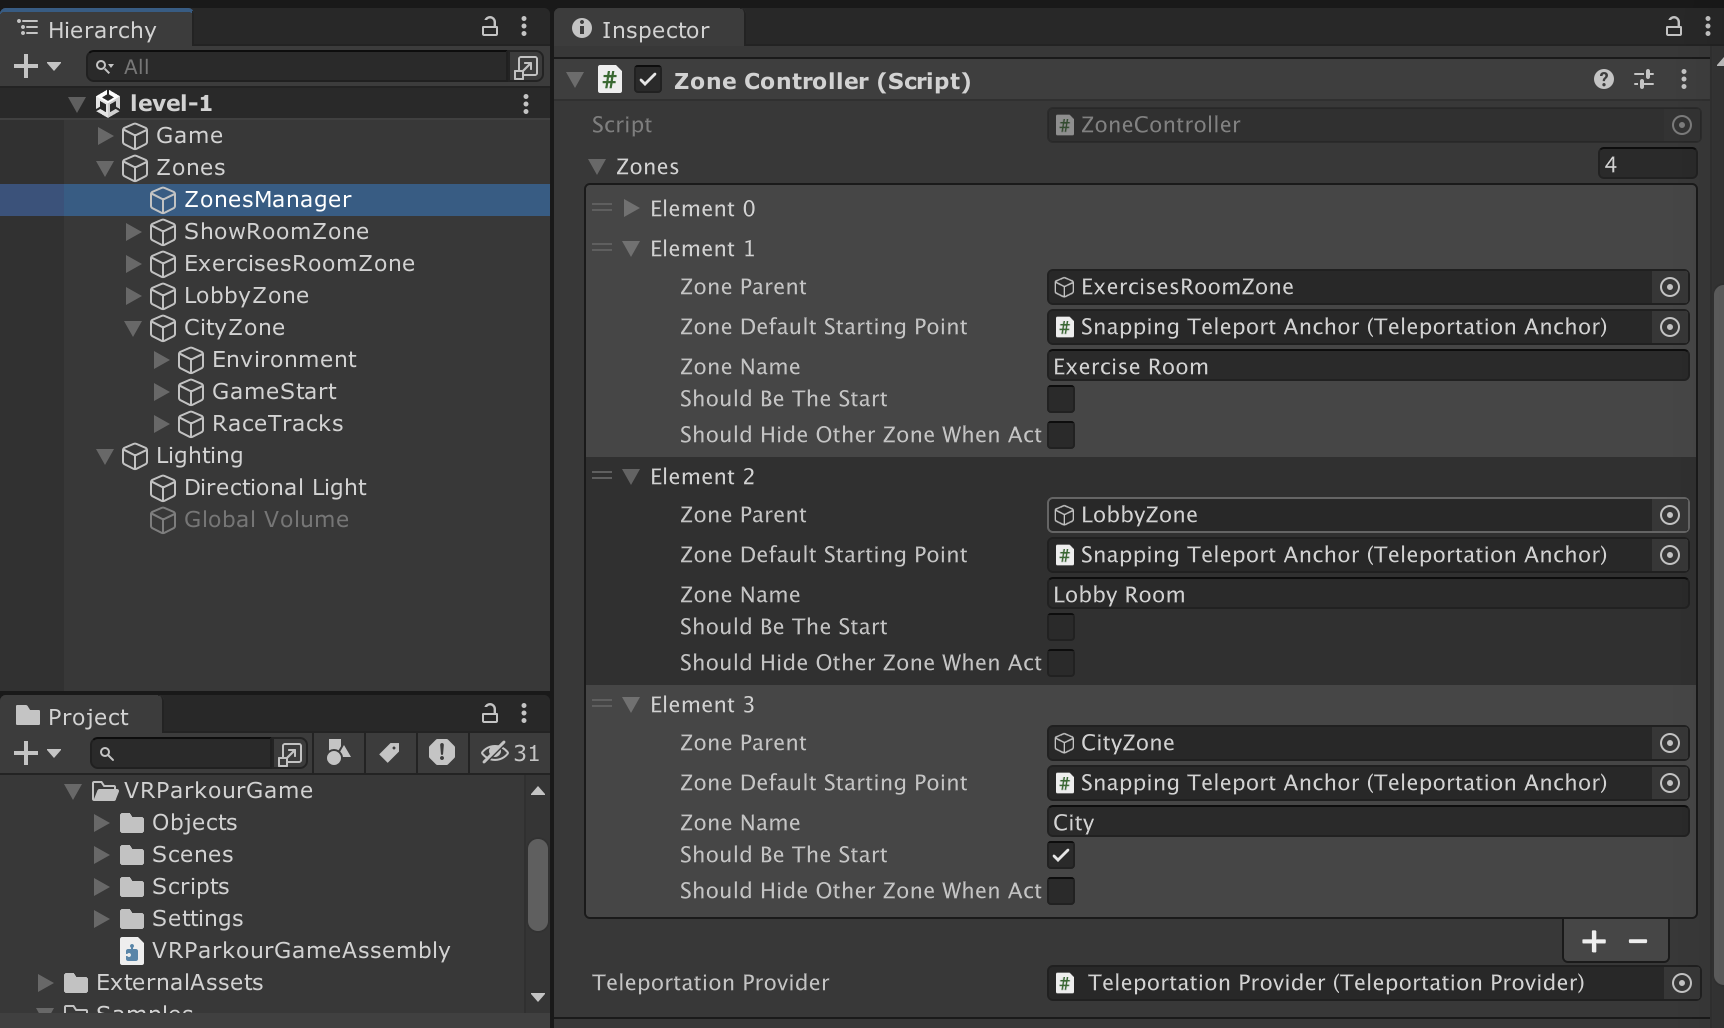 Hierarchy
All
level-1
Game
Zones
ZonesManager
ShowRoomZone
ExercisesRoomZone
LobbyZone
CityZone
Environment
GameStart
RaceTracks
Lighting
Directional Light
Global Volume
Project
31
VRParkourGame
Objects
Scenes
Scripts
Settings
VRParkourGameAssembly
ExternalAssets
Samples
Inspector
# Zone Controller (Script)
Script # ZoneController
Zones 4
Element 0
Element 1
Zone Parent ExercisesRoomZone
Zone Default Starting Point # Snapping Teleport Anchor (Teleportation Anchor)
Zone Name Exercise Room
Should Be The Start
Should Hide Other Zone When Act
Element 2
Zone Parent LobbyZone
Zone Default Starting Point # Snapping Teleport Anchor (Teleportation Anchor)
Zone Name Lobby Room
Should Be The Start
Should Hide Other Zone When Act
Element 3
Zone Parent CityZone
Zone Default Starting Point # Snapping Teleport Anchor (Teleportation Anchor)
Zone Name City
Should Be The Start
Should Hide Other Zone When Act
Teleportation Provider # Teleportation Provider (Teleportation Provider)